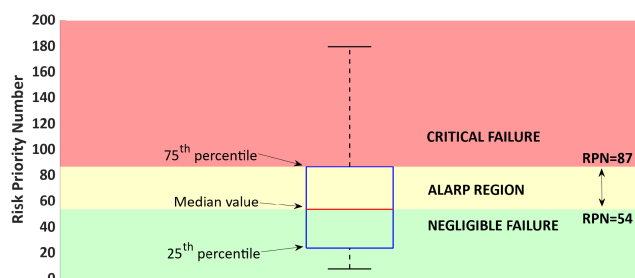 200
180
160
140
120
100
80
60
40
20
0
Risk Priority Number
75th percentile
Median value
25th percentile
CRITICAL FAILURE
RPN=87
ALARP REGION
RPN=54
NEGLIGIBLE FAILURE